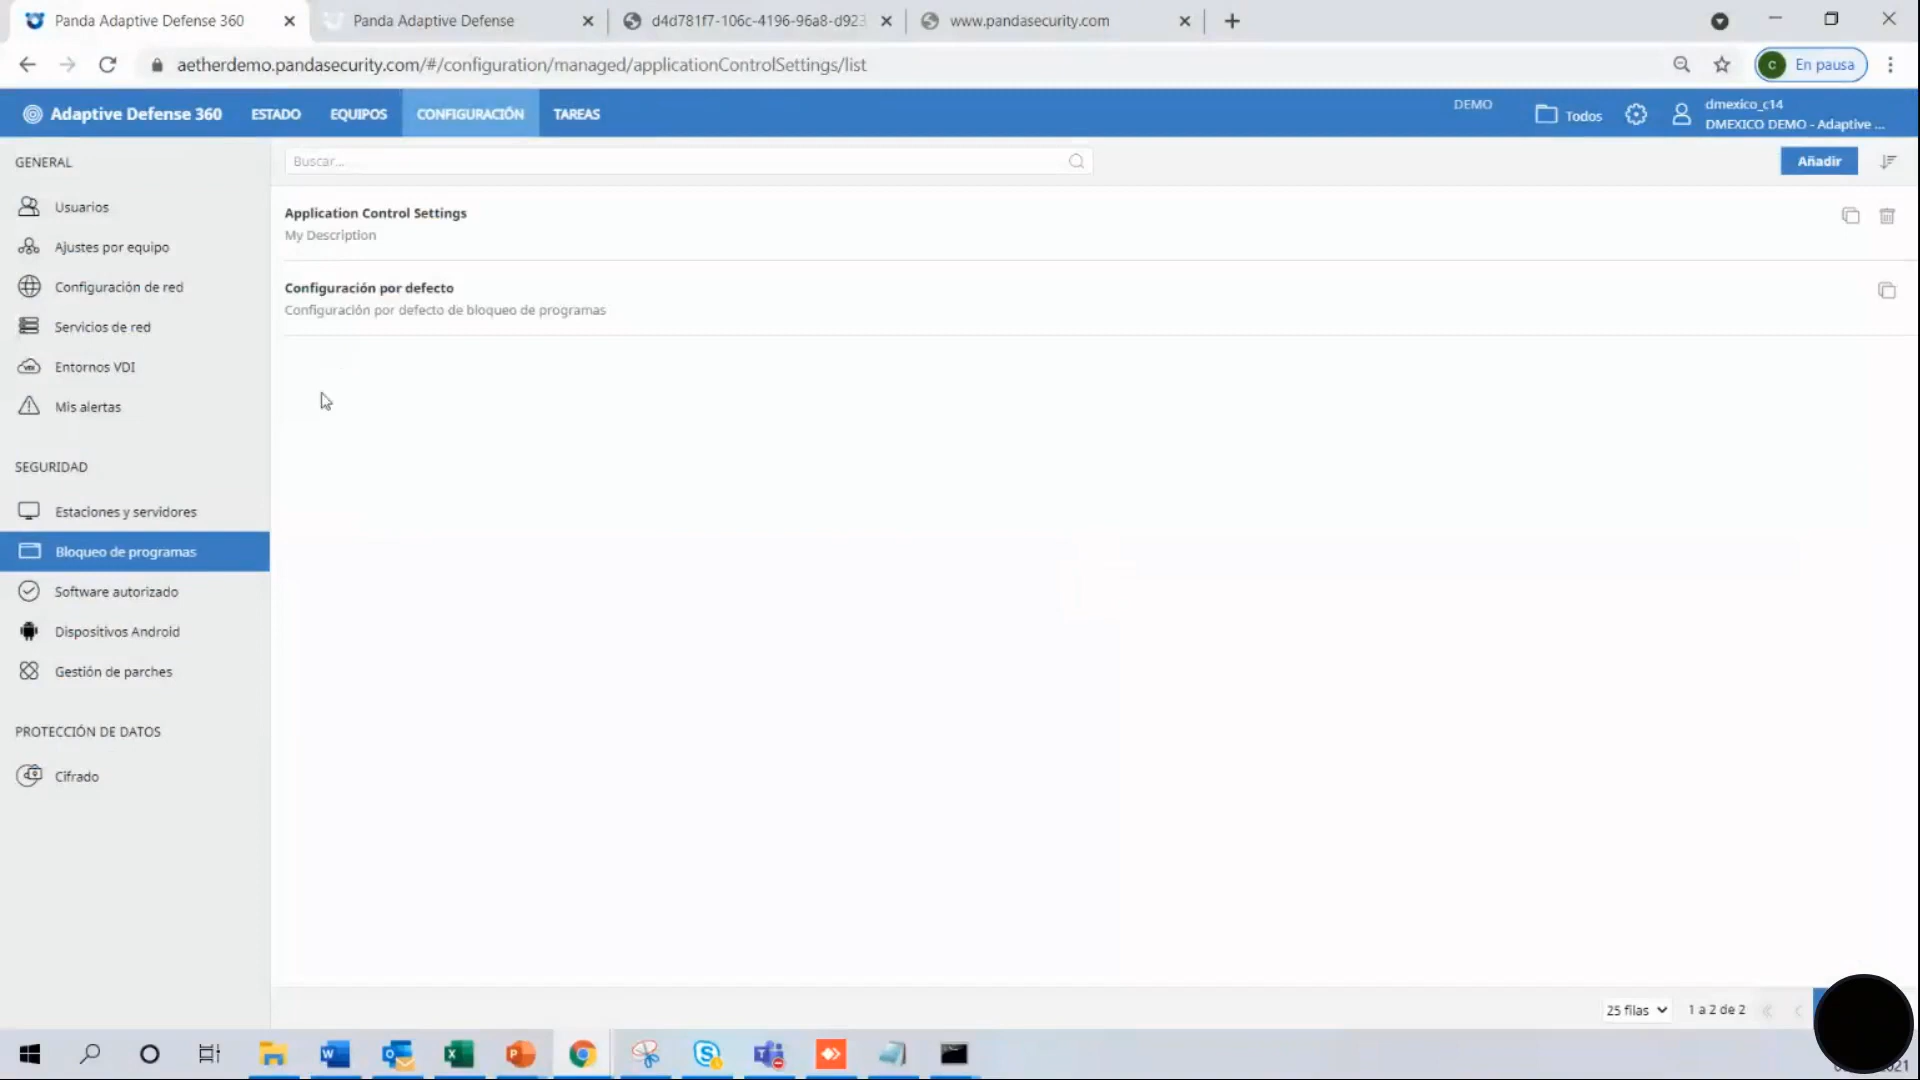 Panda Adaptive Defense 360
Panda Adaptive Defense
d4d781f7-106c-4196-96a8-d923
www.pandasecurity.com
aetherdemo.pandasecurity.com/#/configuration/managed/applicationControlSettings/list
En pausa
Adaptive Defense 360
ESTADO
EQUIPOS
CONFIGURACIÓN
TAREAS
DEMO
Todos
dmexico_c14
DMEXICO DEMO - Adaptive ...
GENERAL
Usuarios
Ajustes por equipo
Configuración de red
Servicios de red
Entornos VDI
Mis alertas
SEGURIDAD
Estaciones y servidores
Bloqueo de programas
Software autorizado
Dispositivos Android
Gestión de parches
PROTECCIÓN DE DATOS
Cifrado
Buscar...
Añadir
Application Control Settings
My Description
Configuración por defecto
Configuración por defecto de bloqueo de programas
25 filas
1 a 2 de 2